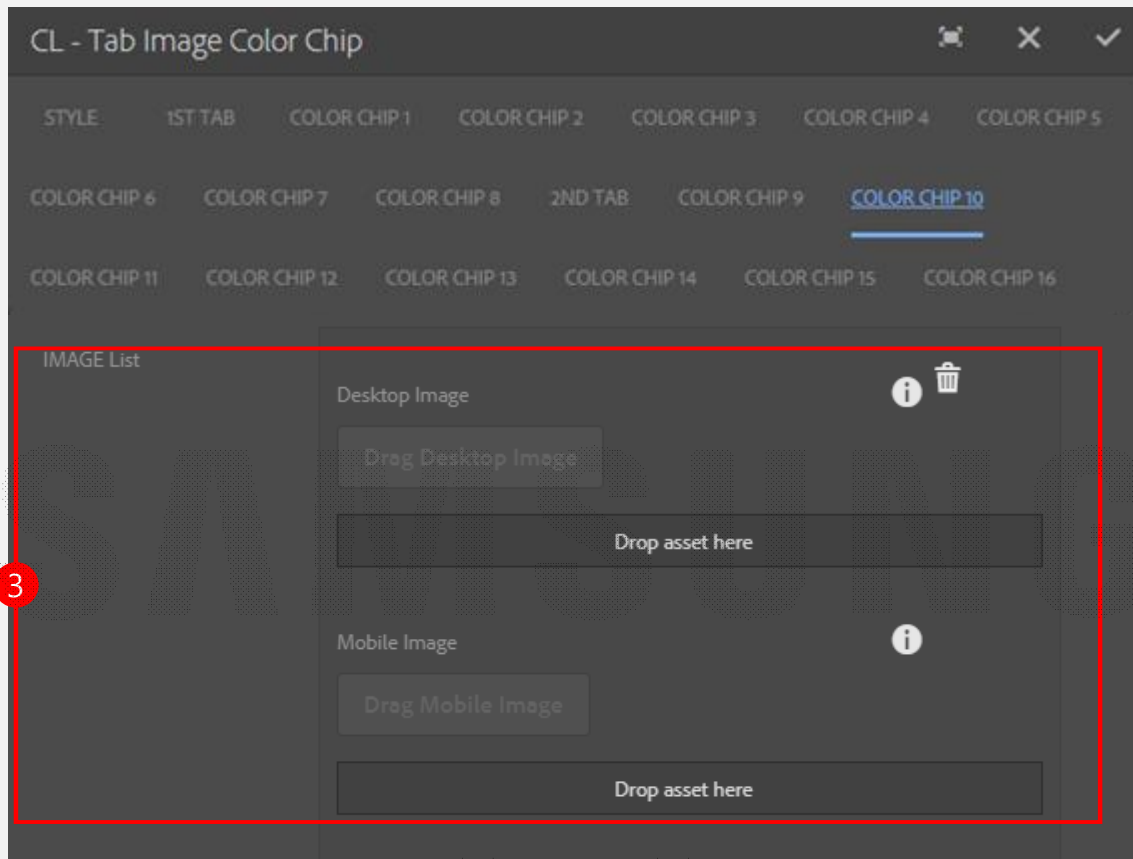 CL - Tab Image Color Chip
STYLE 1ST TAB COLOR CHIP 1 COLOR CHIP 2 COLOR CHIP 3 COLOR CHIP 4 COLOR CHIP 5
COLOR CHIP 6 COLOR CHIP 7 COLOR CHIP 8 2ND TAB COLOR CHIP 9 COLOR CHIP 10
COLOR CHIP 11 COLOR CHIP 12 COLOR CHIP 13 COLOR CHIP 14 COLOR CHIP 15 COLOR CHIP 16
IMAGE List
Desktop Image
Drag Desktop Image
SAMSUNG
Drop asset here
3
Mobile Image
Drag Mobile Image
Drop asset here